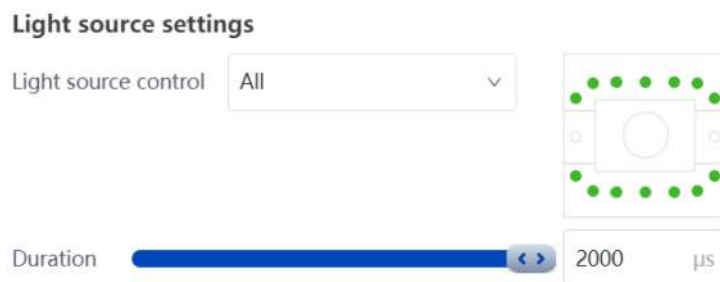 Light source settings
Light source control All
Duration 2000 µs